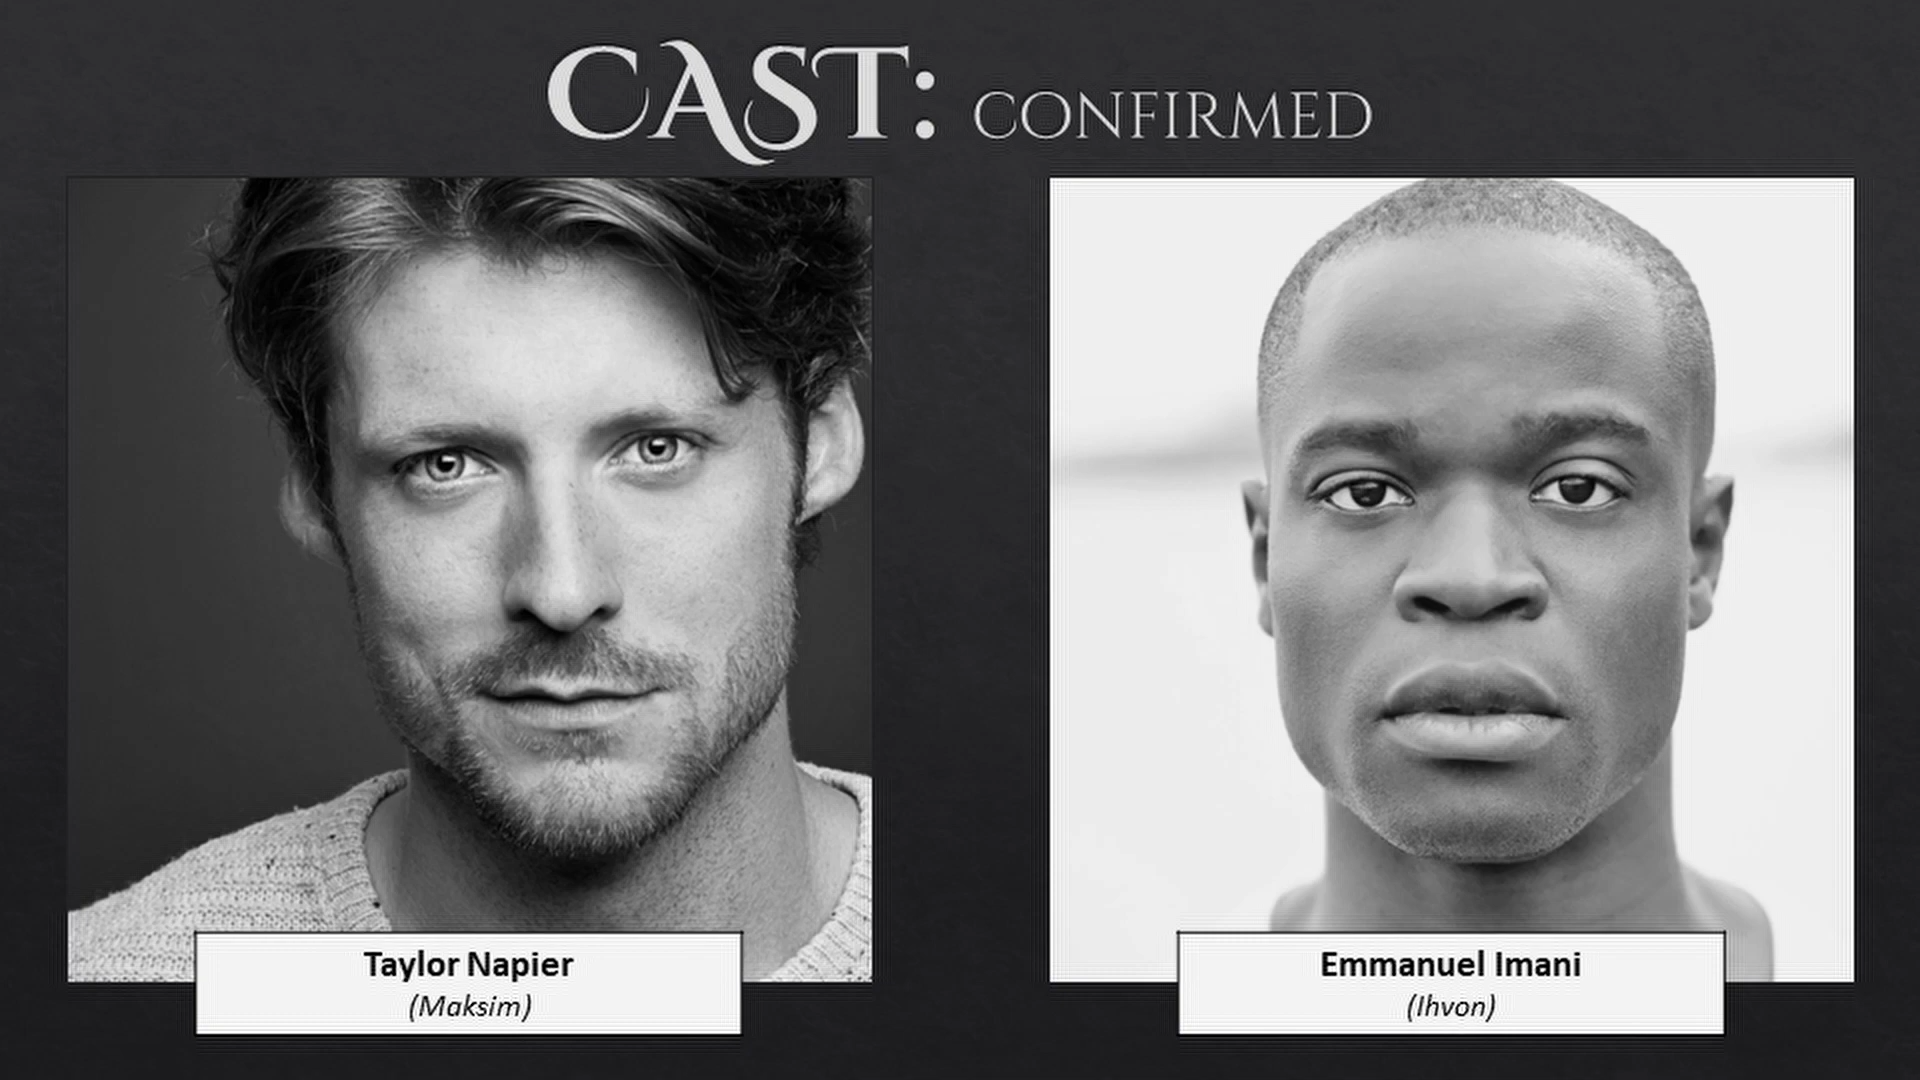 CAST: CONFIRMED
Taylor Napier
(Maksim)
Emmanuel Imani
(Ihvon)